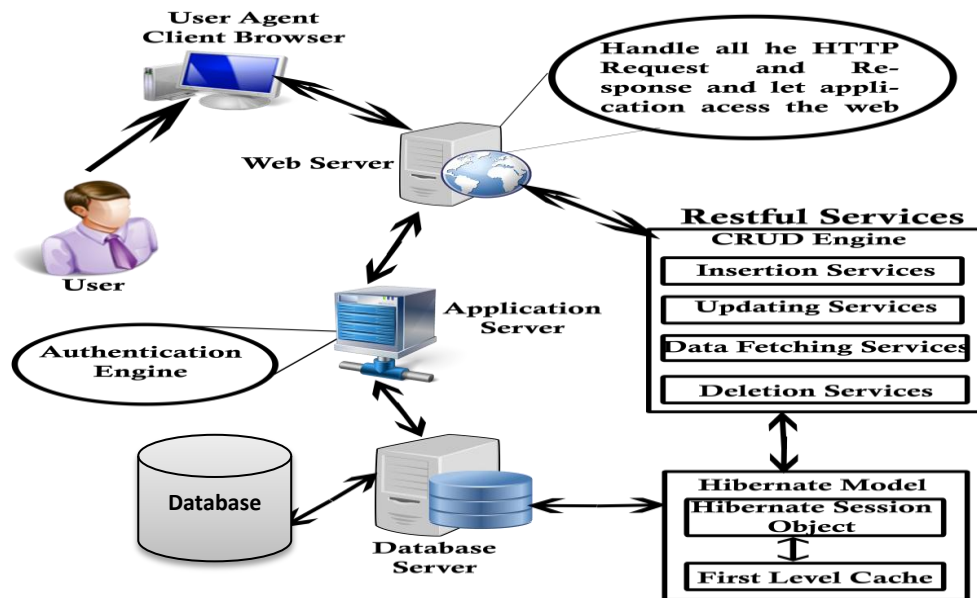 User Agent
Client Browser
Handle all he HTTP
Request and Re-
sponse and let appli-
cation acess the web
Web Server
User
Restful Services
CRUD Engine
Insertion Services
Updating Services
Data Fetching Services
Deletion Services
Application
Server
Authentication
Engine
Database
Database
Server
Hibernate Model
Hibernate Session
Object
First Level Cache